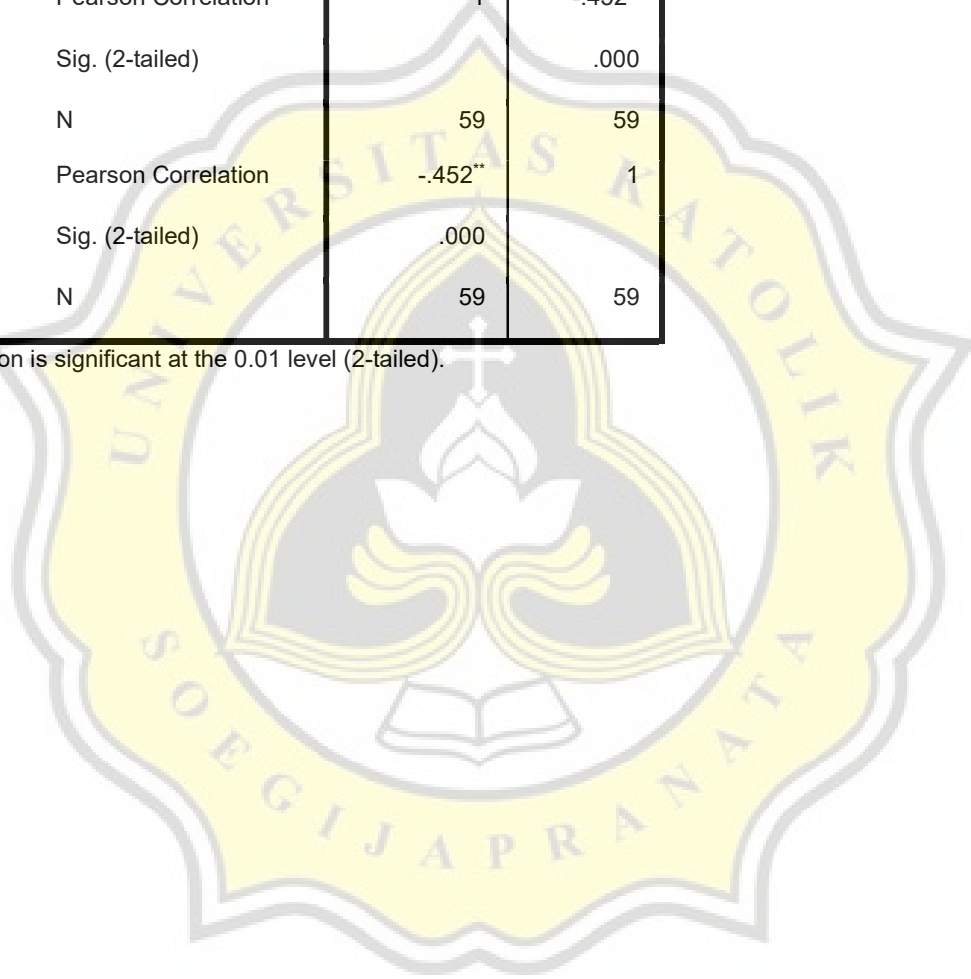 Pearson Correlation 1 -.452
Sig. (2-tailed) .000
N 59 59
Pearson Correlation -.452** 1
Sig. (2-tailed) .000
N 59 59
on is significant at the 0.01 level (2-tailed).
UNIVERSITAS KATOLIK
SOEGIJAPRANATA